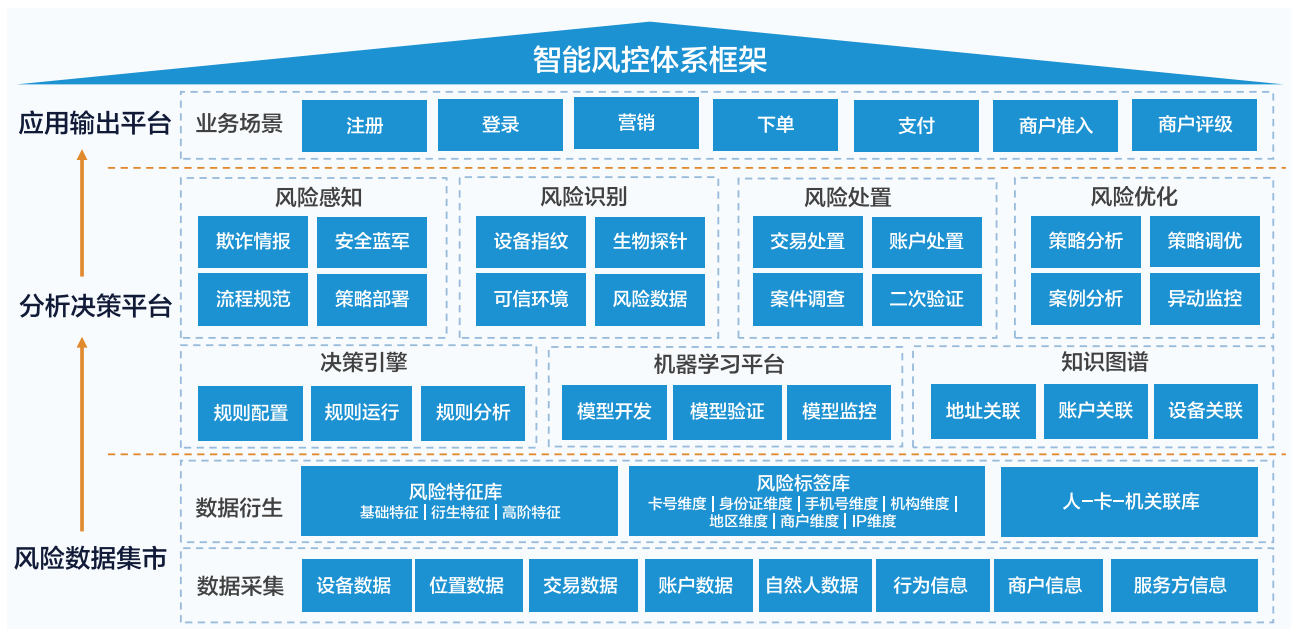 智能风控体系框架
应用输出平台
业务场景
注册
登录
营销
下单
支付
商户准入
商户评级
分析决策平台
风险感知
欺诈情报
安全蓝军
流程规范
策略部署
风险识别
设备指纹
生物探针
可信环境
风险数据
风险处置
交易处置
账户处置
案件调查
二次验证
风险优化
策略分析
策略调优
案例分析
异动监控
决策引擎
规则配置
规则运行
规则分析
机器学习平台
模型开发
模型验证
模型监控
知识图谱
地址关联
账户关联
设备关联
风险数据集市
数据衍生
风险特征库
基础特征 | 衍生特征 | 高阶特征
风险标签库
卡号维度 | 身份证维度 | 手机号维度 | 机构维度 |
地区维度 | 商户维度 | IP维度
人-卡-机关联库
数据采集
设备数据
位置数据
交易数据
账户数据
自然人数据
行为信息
商户信息
服务方信息